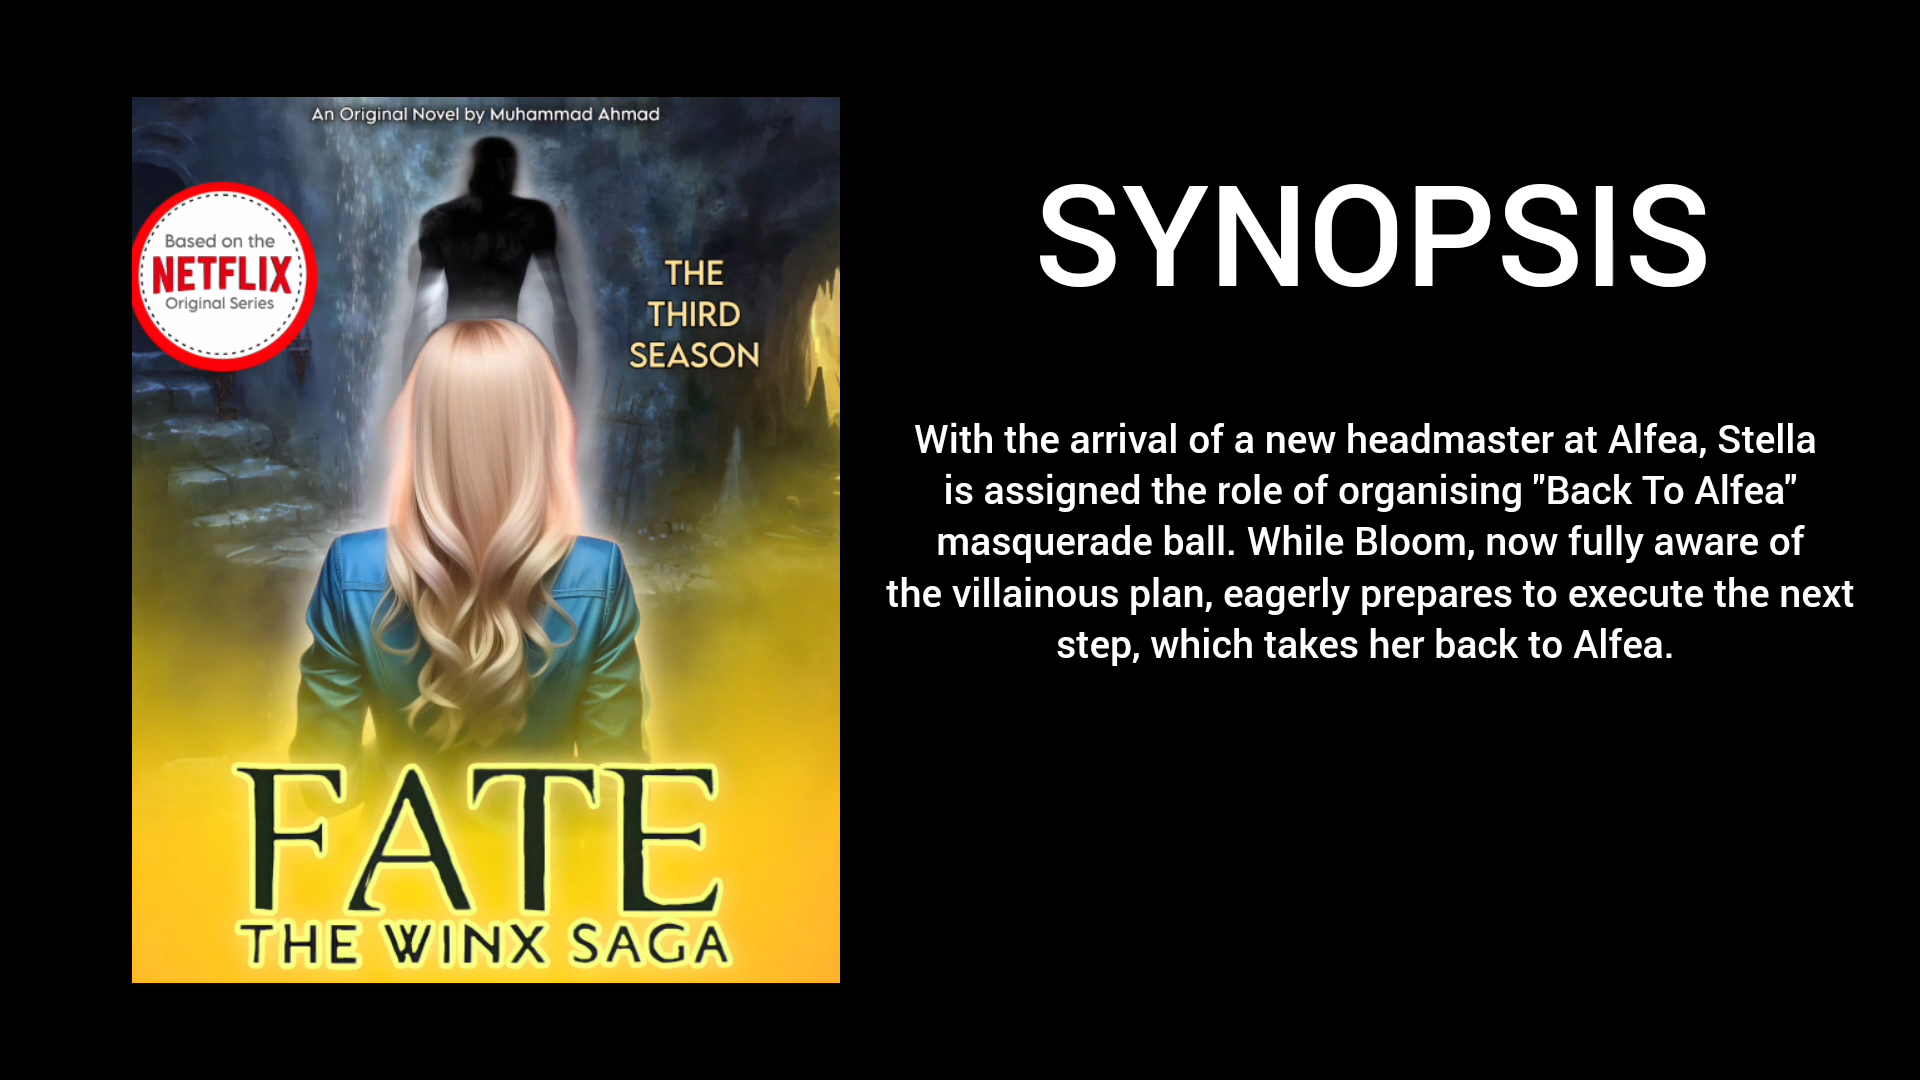 An Original Novel by Muhammad Ahmad
Based on the
NETFLIX
Original Series
THE
THIRD
SEASON
FATE
THE WINX SAGA
SYNOPSIS
With the arrival of a new headmaster at Alfea, Stella
is assigned the role of organising "Back To Alfea"
masquerade ball. While Bloom, now fully aware of
the villainous plan, eagerly prepares to execute the next
step, which takes her back to Alfea.